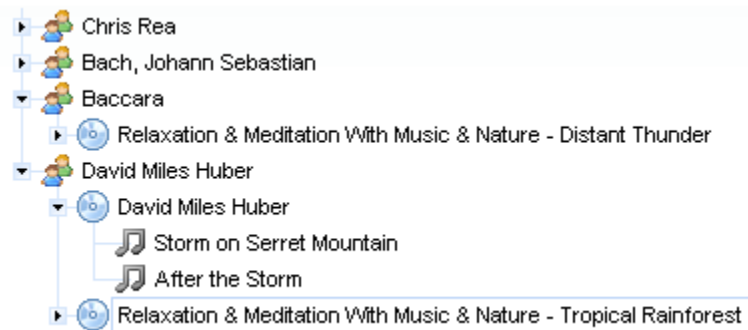 Chris Rea
Bach, Johann Sebastian
Baccara
Relaxation & Meditation With Music & Nature - Distant Thunder
David Miles Huber
David Miles Huber
Storm on Serret Mountain
After the Storm
Relaxation & Meditation With Music & Nature - Tropical Rainforest